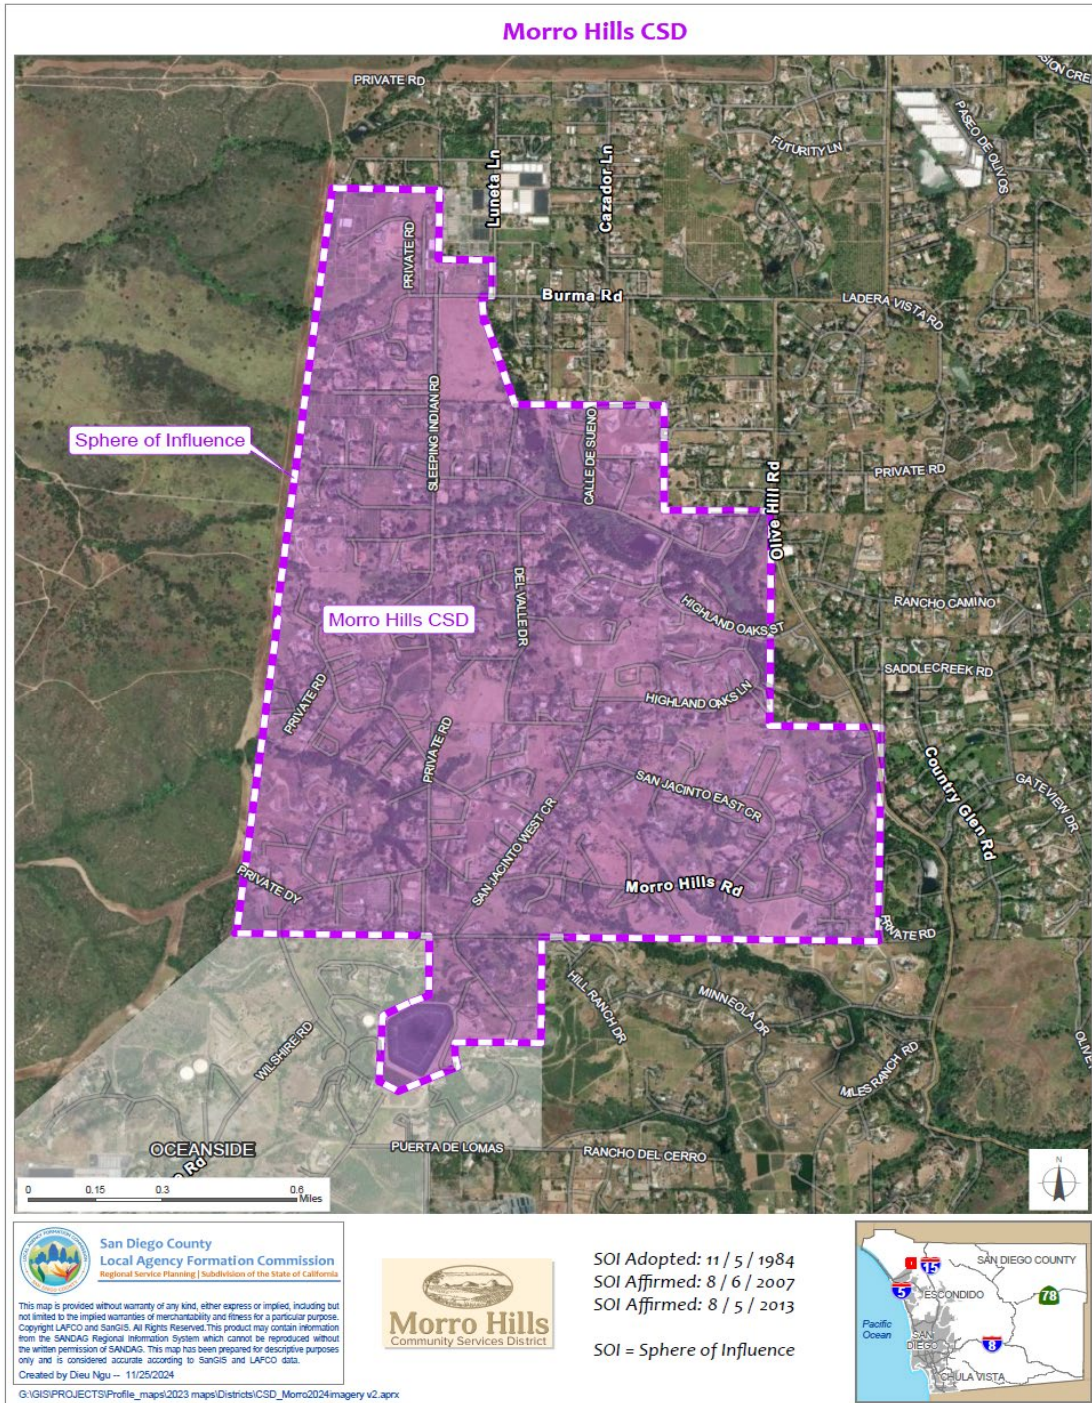 Morro Hills CSD
PRIVATE RD
FUTURITY LN
PASEO DE OLIVOS
Luneta Ln
Cazador Ln
PRIVATE RD
Burma Rd
LADERA VISTA RD
Sphere of Influence
SLEEPING INDIAN RD
CALLE DE SUENO
PRIVATE RD
Olive Hill Rd
Morro Hills CSD
DEL VALLE DR
HIGHLAND OAKS ST
RANCHO CAMINO
SADDLECREEK RD
PRIVATE RD
HIGHLAND OAKS LN
PRIVATE RD
SAN JACINTO EAST CR
Country Glen Rd
GATEVIEW DR
SAN JACINTO WEST CR
PRIVATE DY
Morro Hills Rd
PRIVATE RD
HILL RANCH DR
MINNEOLA DR
WILSHIRE RD
MILES RANCH RD
OCEANSIDE
PUERTA DE LOMAS
RANCHO DEL CERRO
Rd
0 0.15 0.3 0.6
Miles
N
San Diego County
Local Agency Formation Commission
Regional Service Planning | Subdivision of the State of California
This map is provided without warranty of any kind, either express or implied, including but
not limited to the implied warranties of merchantability and fitness for a particular purpose.
Copyright LAFCO and SanGIS. All Rights Reserved.This product may contain information
from the SANDAG Regional Information System which cannot be reproduced without
the written permission of SANDAG. This map has been prepared for descriptive purposes
only and is considered accurate according to SanGIS and LAFCO data.
Created by Dieu Ngu -- 11/25/2024
G:\GIS\PROJECTS\Profile_maps\2023 maps\Districts\CSD_Morro2024imagery v2.aprx
Morro Hills
Community Services District
SOI Adopted: 11 / 5 / 1984
SOI Affirmed: 8 / 6 / 2007
SOI Affirmed: 8 / 5 / 2013
SOI = Sphere of Influence
SAN DIEGO COUNTY
15
5
ESCONDIDO
78
Pacific
Ocean
SAN
DIEGO
8
CHULA VISTA